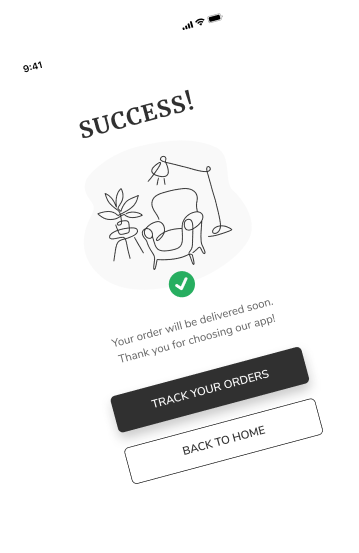 9:41
SUCCESS!
Your order will be delivered soon.
Thank you for choosing our app!
TRACK YOUR ORDERS
BACK TO HOME